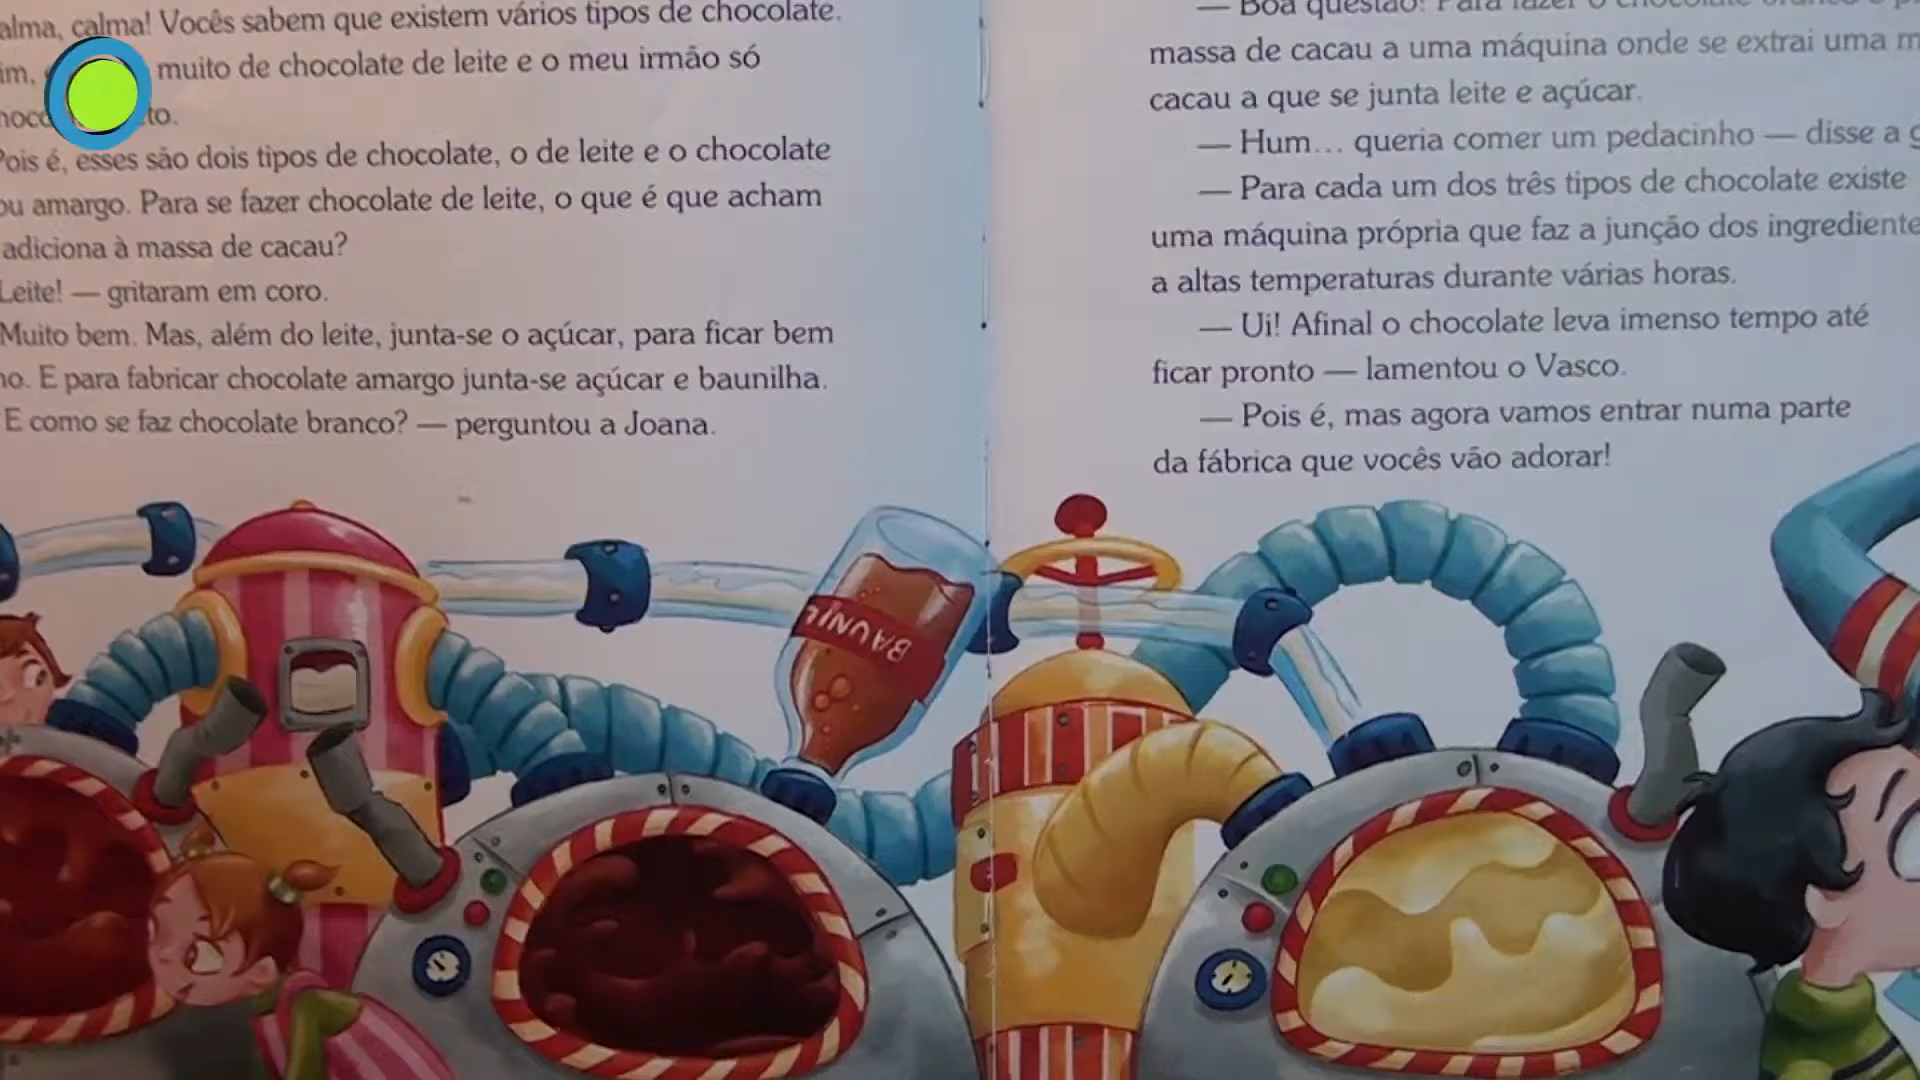 calma! Vocês sabem que existem vários tipos de chocolate.
muito de chocolate de leite e o meu irmão só
Pois é, esses são dois tipos de chocolate, o de leite e o chocolate
ou amargo. Para se fazer chocolate de leite, o que é que acham
adiciona à massa de cacau?
Leite! — gritaram em coro.
Muito bem. Mas, além do leite, junta-se o açúcar, para ficar bem
E para fabricar chocolate amargo junta-se açúcar e baunilha.
E como se faz chocolate branco? — perguntou a Joana.
— Boa questão! Para fazer o chocolate branco
massa de cacau a uma máquina onde se extrai uma
cacau a que se junta leite e açúcar.
— Hum... queria comer um pedacinho — disse a
— Para cada um dos três tipos de chocolate existe
uma máquina própria que faz a junção dos ingrediente
a altas temperaturas durante várias horas.
— Ui! Afinal o chocolate leva imenso tempo até
ficar pronto — lamentou o Vasco.
— Pois é, mas agora vamos entrar numa parte
da fábrica que vocês vão adorar!
BAUNIL